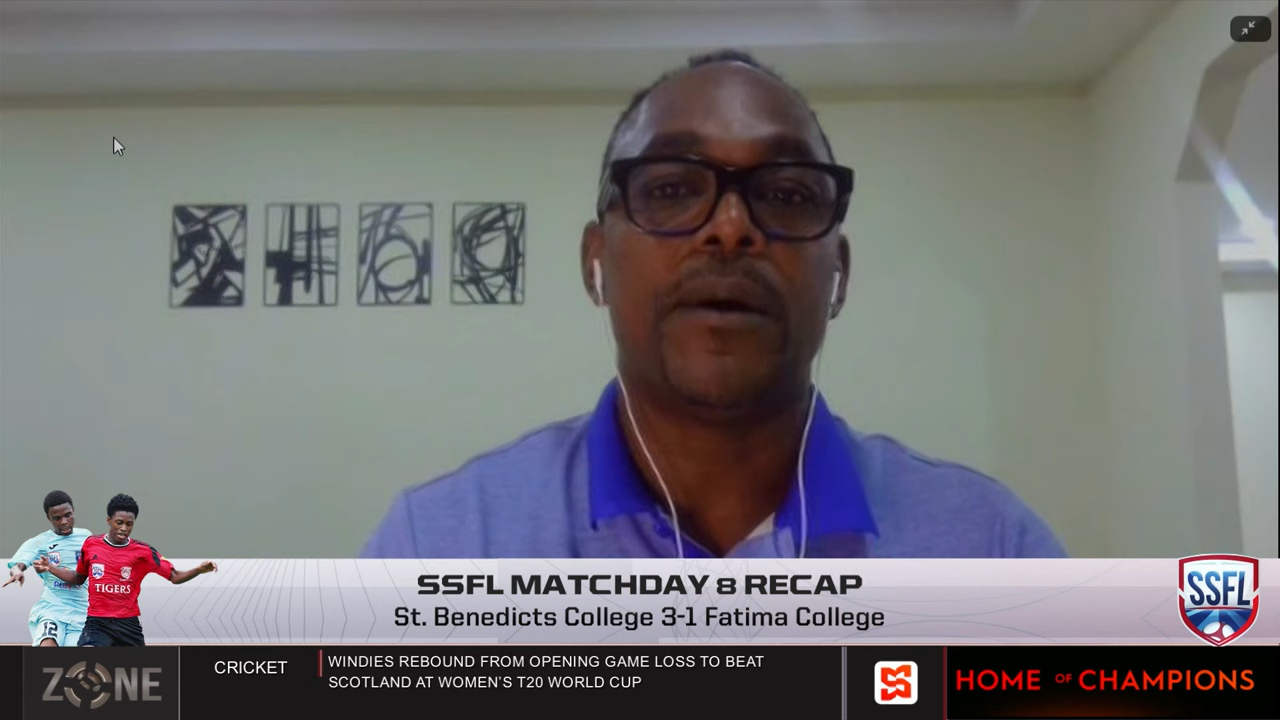 SSFL MATCHDAY 8 RECAP
St. Benedicts College 3-1 Fatima College
SSFL
TIGERS
12
ZONE
CRICKET
WINDIES REBOUND FROM OPENING GAME LOSS TO BEAT
SCOTLAND AT WOMEN'S T20 WORLD CUP
HOME OF CHAMPIONS